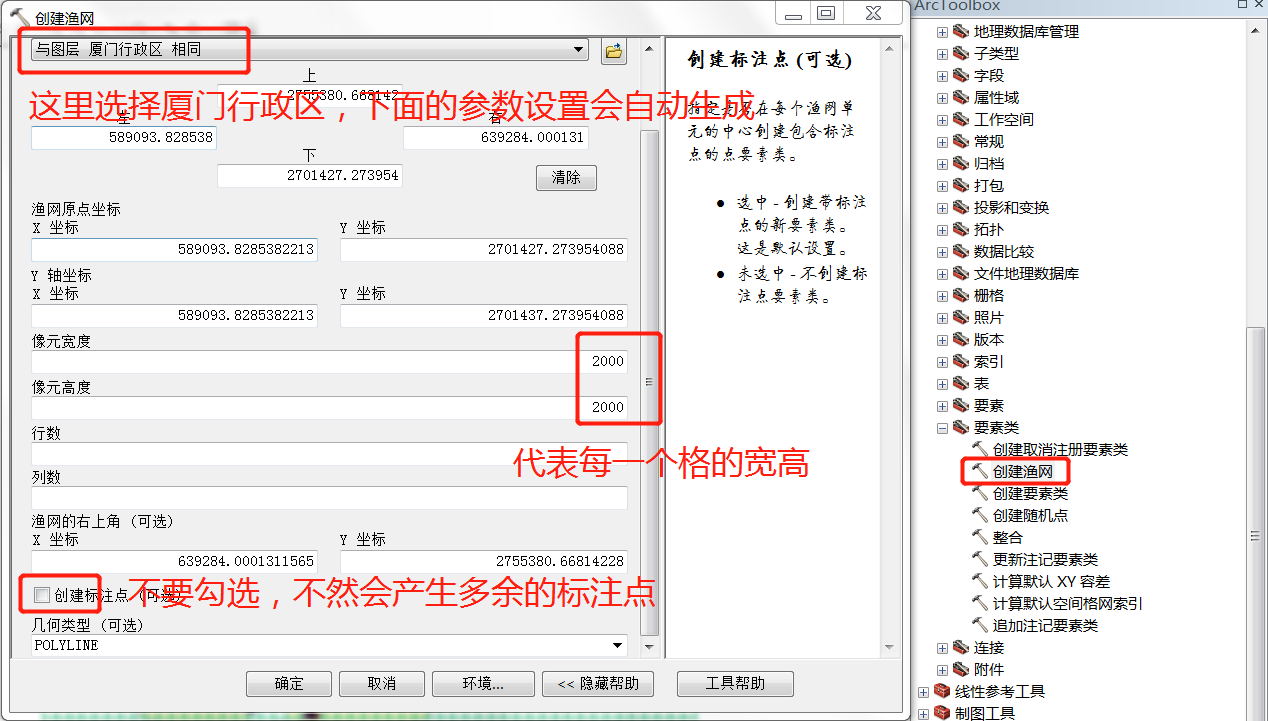 创建渔网
与图层 厦门行政区 相同
上
2755380.668142
这里选择厦门行政区，下面的参数设置会自动生成
左
右
589093.828538
639284.000131
下
2701427.273954
清除
渔网原点坐标
X 坐标
Y 坐标
589093.8285382213
2701427.273954088
Y 轴坐标
X 坐标
Y 坐标
589093.8285382213
2701437.273954088
像元宽度
2000
像元高度
2000
行数
代表每一个格的宽高
列数
渔网的右上角 (可选)
X 坐标
Y 坐标
639284.0001311565
2755380.66814228
创建标注点 (可选)
不要勾选，不然会产生多余的标注点
几何类型 (可选)
POLYLINE
确定
取消
环境...
<< 隐藏帮助
工具帮助
创建标注点 (可选)
指定是否在每个渔网单
元的中心创建包含标注
点的点要素类。
● 选中 - 创建带标注
点的新要素类。
这是默认设置。
● 未选中 - 不创建标
注点要素类。
ArcToolbox
地理数据库管理
子类型
字段
属性域
工作空间
常规
归档
打包
投影和变换
拓扑
数据比较
文件地理数据库
栅格
照片
版本
索引
表
要素
要素类
创建取消注册要素类
创建渔网
创建要素类
创建随机点
整合
更新注记要素类
计算默认 XY 容差
计算默认空间格网索引
追加注记要素类
连接
附件
线性参考工具
制图工具